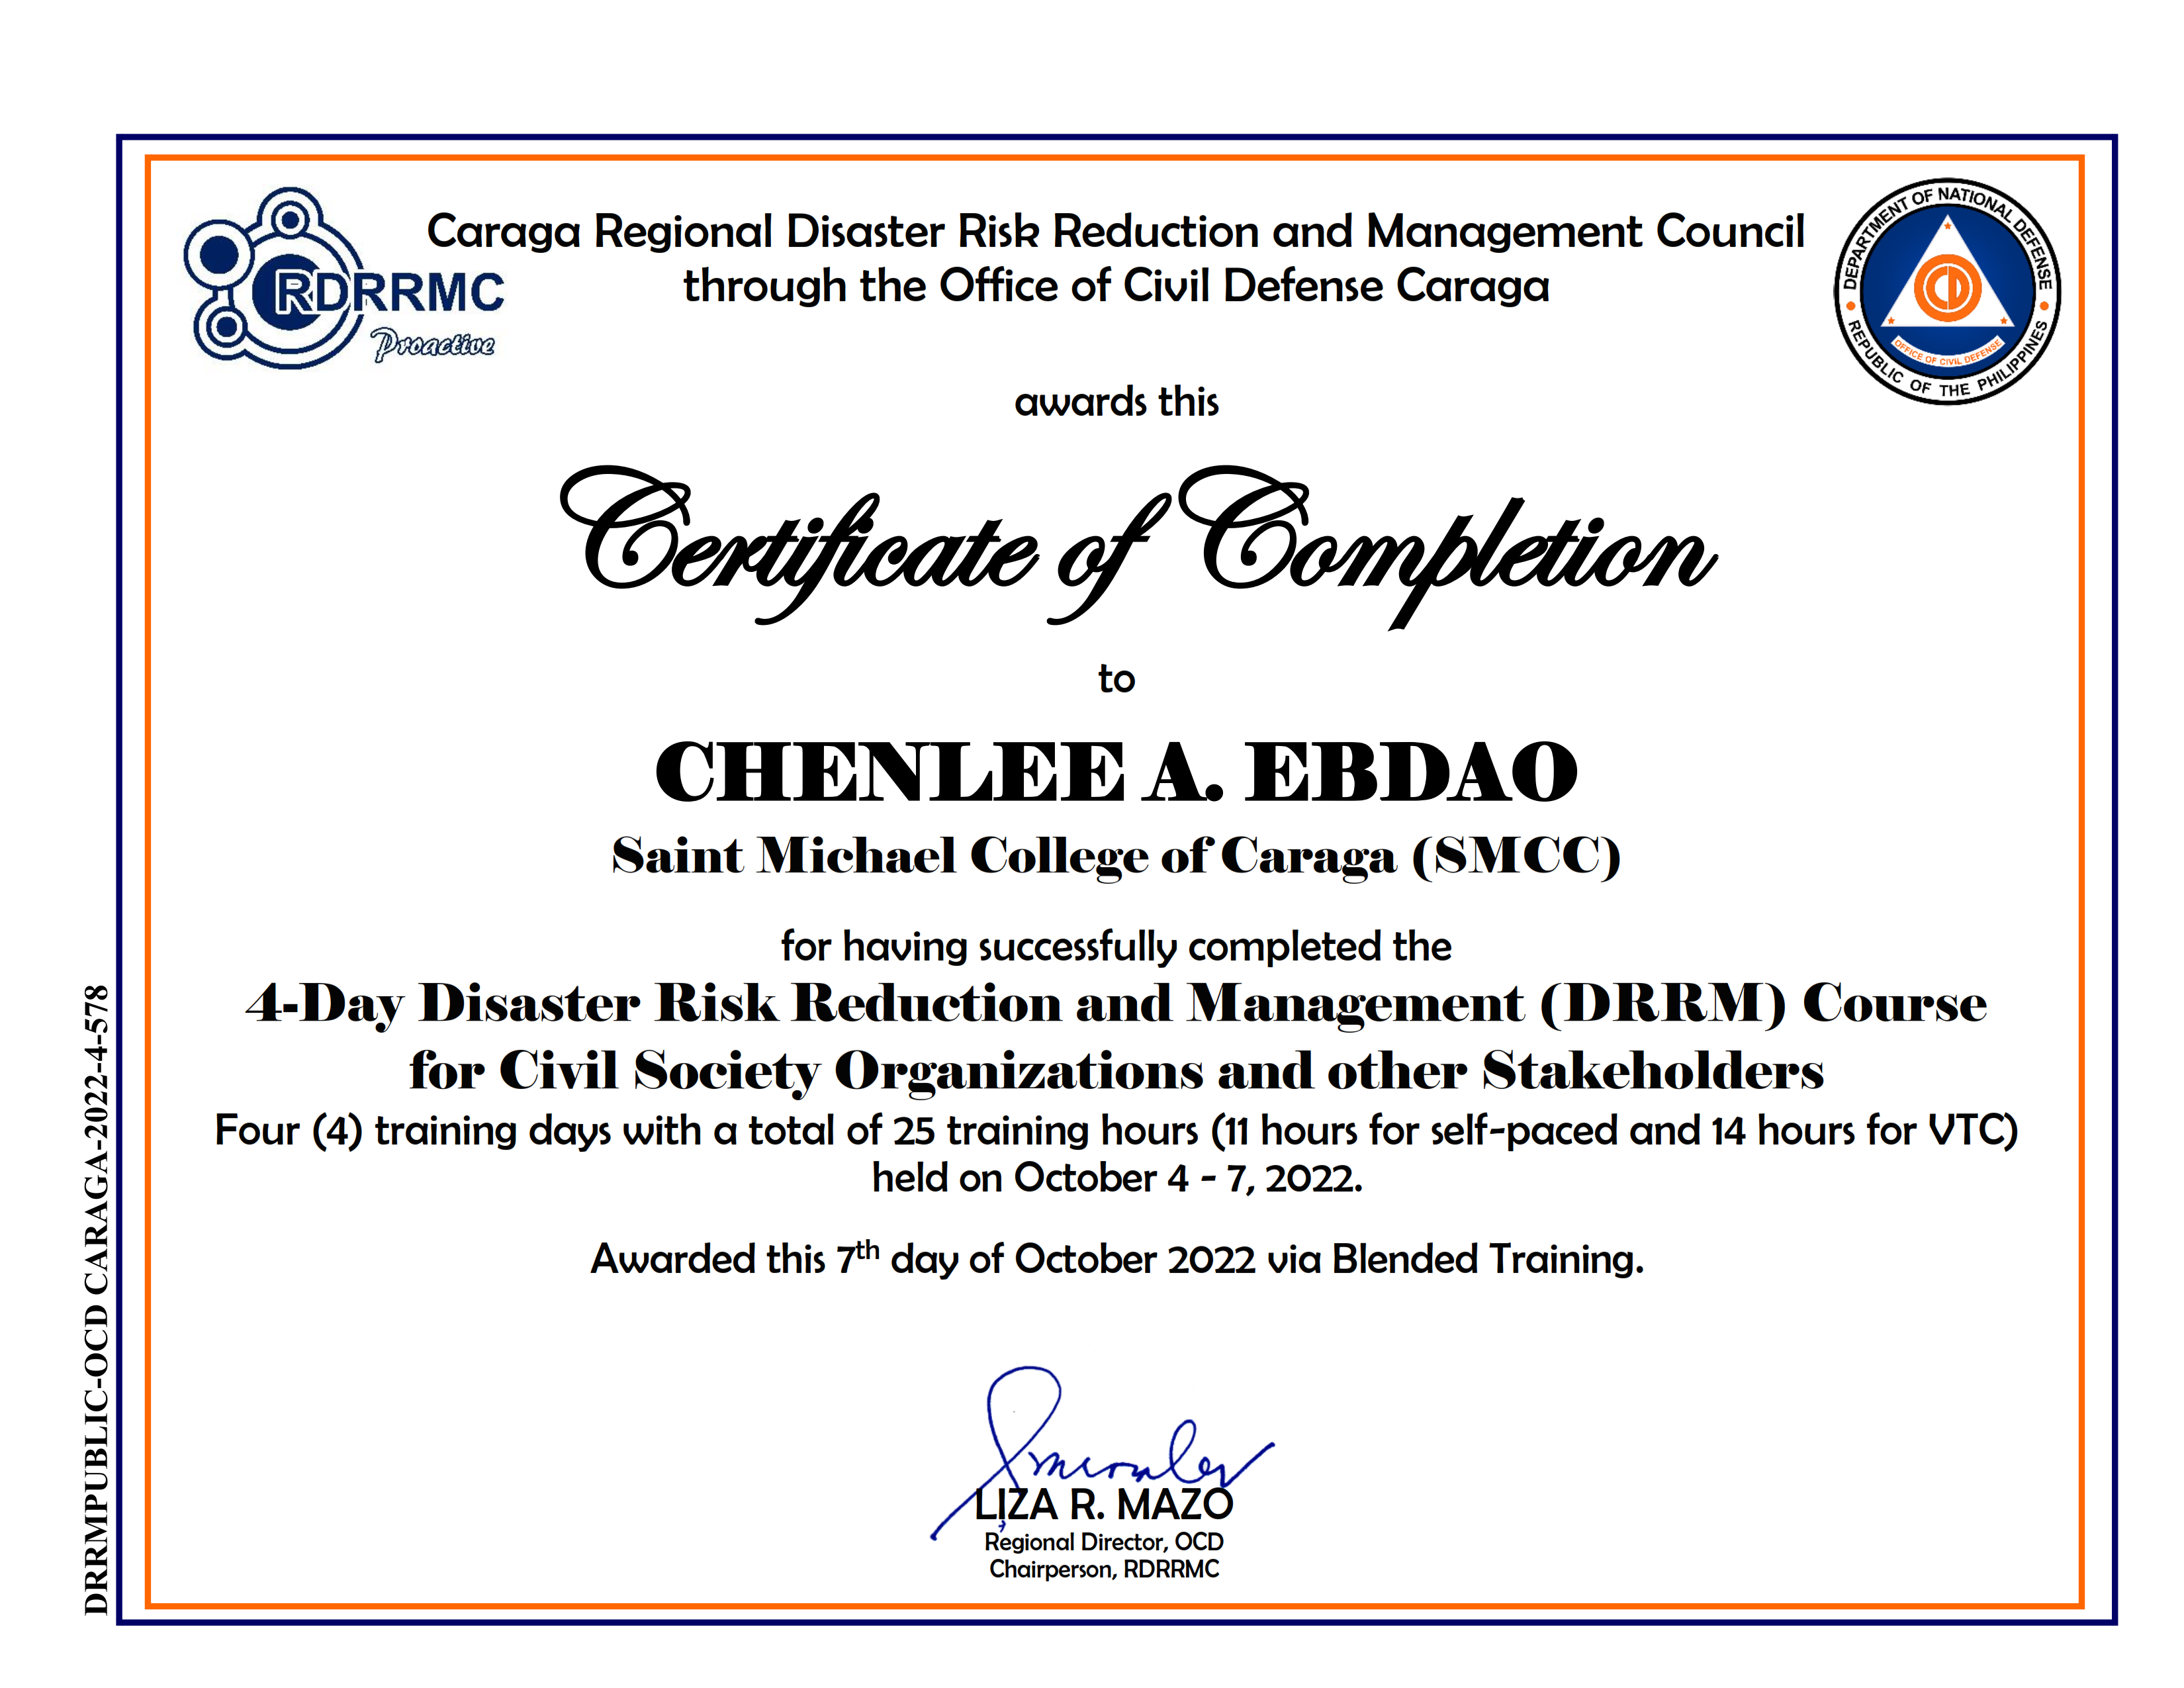 RDRRMC
Proactive
Caraga Regional Disaster Risk Reduction and Management Council
through the Office of Civil Defense Caraga
DEPARTMENT OF NATIONAL DEFENSE
REPUBLIC OF THE PHILIPPINES
OFFICE OF CIVIL DEFENSE
awards this
Certificate of Completion
to
CHENLEE A. EBDAO
Saint Michael College of Caraga (SMCC)
for having successfully completed the
4-Day Disaster Risk Reduction and Management (DRRM) Course
for Civil Society Organizations and other Stakeholders
Four (4) training days with a total of 25 training hours (11 hours for self-paced and 14 hours for VTC)
held on October 4 - 7, 2022.
Awarded this 7th day of October 2022 via Blended Training.
LIZA R. MAZO
Regional Director, OCD
Chairperson, RDRRMC
DRRMPUBLIC-OCD CARAGA-2022-4-578